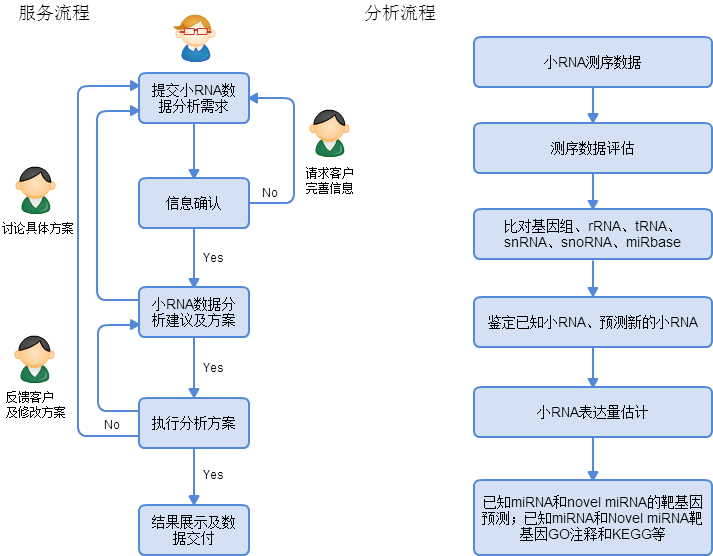 服务流程
提交小RNA数
据分析需求
请求客户
完善信息
信息确认
No
讨论具体方案
Yes
小RNA数据分
析建议及方案
Yes
反馈客户
及修改方案
执行分析方案
No
Yes
结果展示及数
据交付
分析流程
小RNA测序数据
测序数据评估
比对基因组、rRNA、tRNA、
snRNA、snoRNA、miRbase
鉴定已知小RNA、预测新的小RNA
小RNA表达量估计
已知miRNA和novel miRNA的靶基因
预测；已知miRNA和Novel miRNA靶
基因GO注释和KEGG等